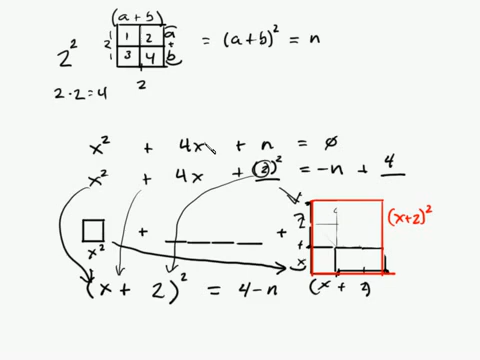 (a+b)
2² 2 1 1 1 2 3 4 a + b = (a+b)² = n
2·2=4 2
x² + 4x + n = 0
x² + 4x + (2)² = -n + 4
x² + + 2 + x (x+2)²
(x + 2)² = 4-n (x + 2)